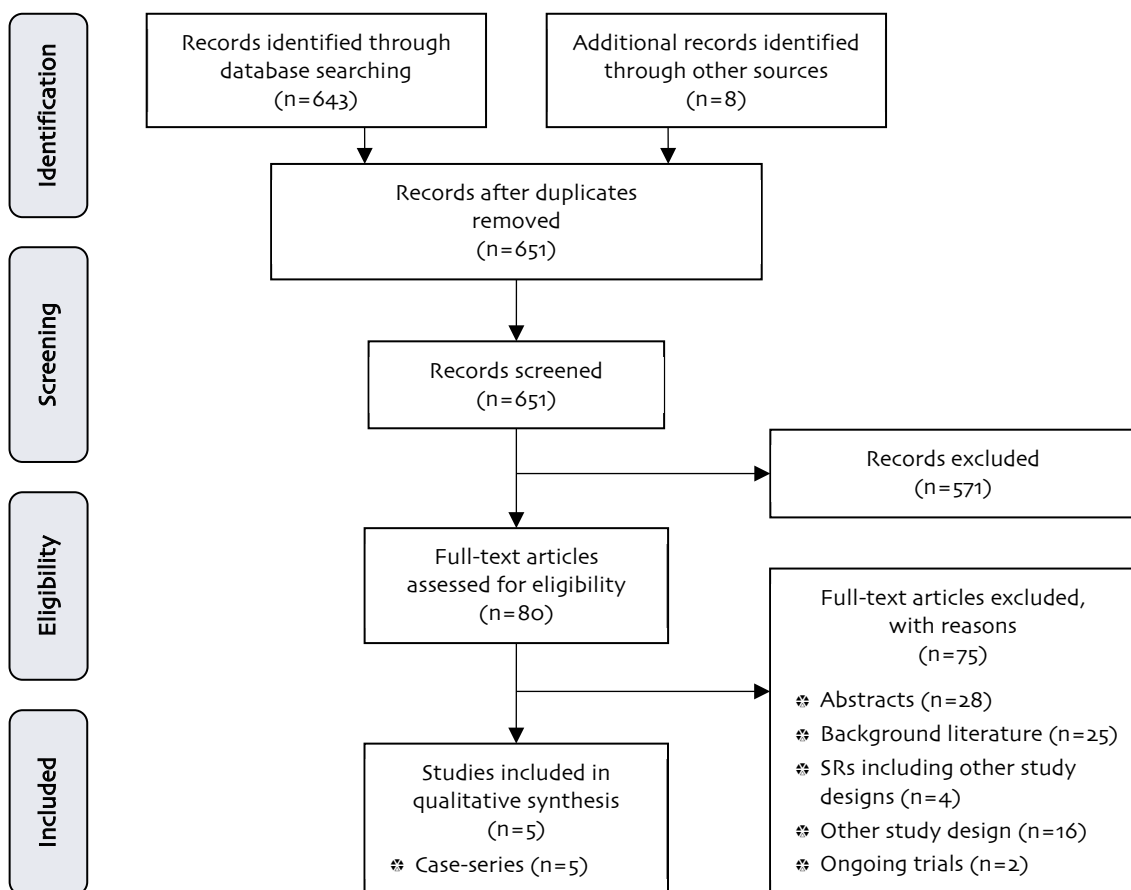 Identification
Records identified through
database searching
(n=643)
Additional records identified
through other sources
(n=8)
Records after duplicates
removed
(n=651)
Screening
Records screened
(n=651)
Records excluded
(n=571)
Eligibility
Full-text articles
assessed for eligibility
(n=80)
Full-text articles excluded,
with reasons
(n=75)
Abstracts (n=28)
Background literature (n=25)
SRs including other study
designs (n=4)
Other study design (n=16)
Ongoing trials (n=2)
Included
Studies included in
qualitative synthesis
(n=5)
Case-series (n=5)